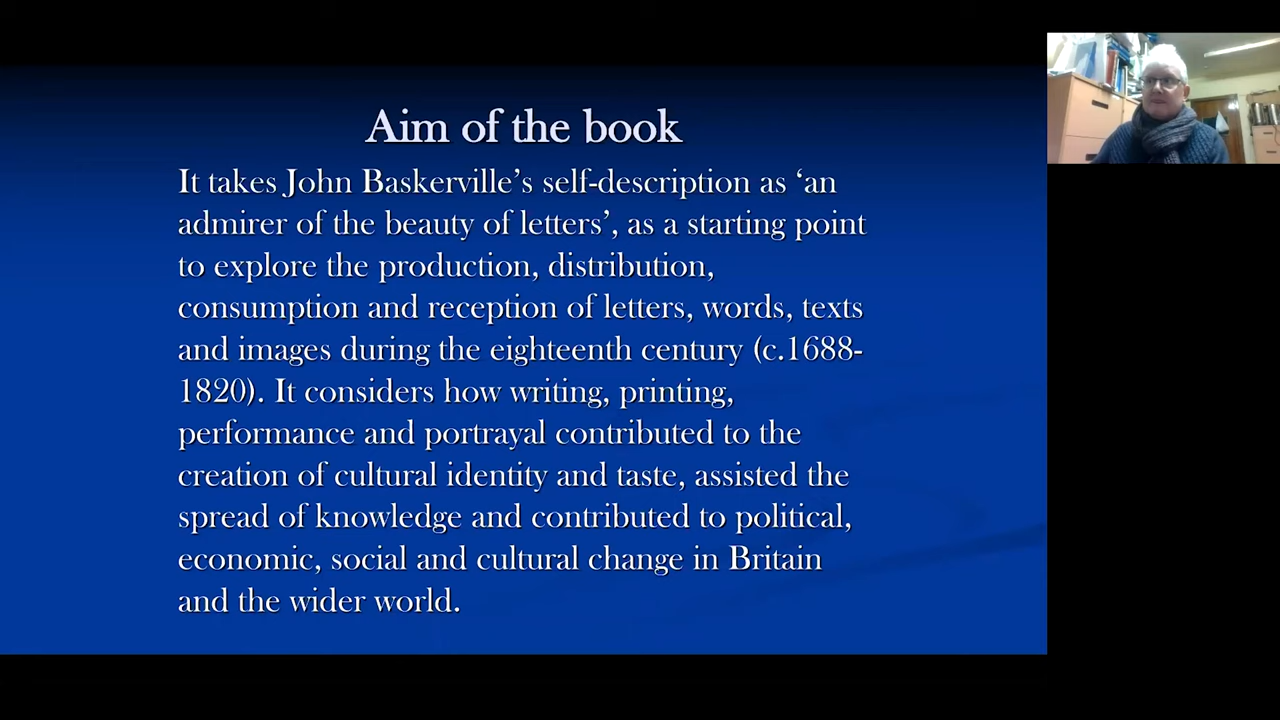 Aim of the book
It takes John Baskerville’s self-description as ‘an
admirer of the beauty of letters’, as a starting point
to explore the production, distribution,
consumption and reception of letters, words, texts
and images during the eighteenth century (c.1688-
1820). It considers how writing, printing,
performance and portrayal contributed to the
creation of cultural identity and taste, assisted the
spread of knowledge and contributed to political,
economic, social and cultural change in Britain
and the wider world.